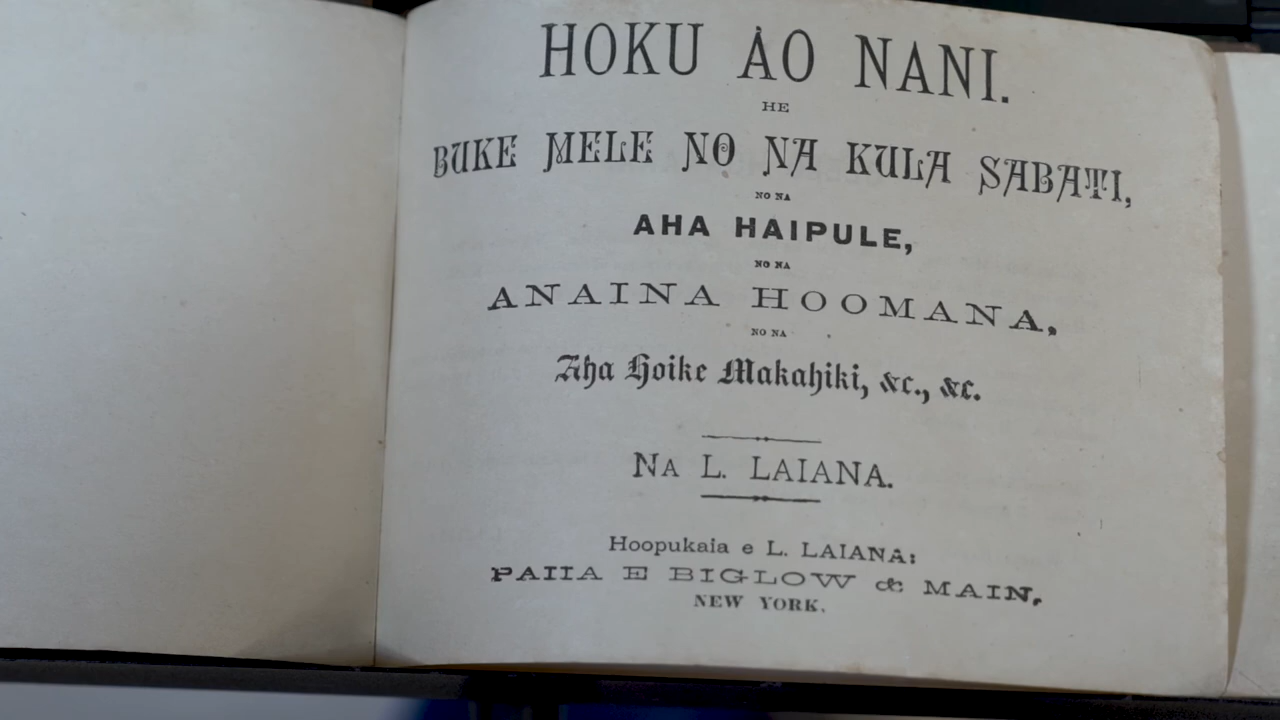 HOKU AO NANI.
HE
BUKE MELE NO NA KULA SABATI,
NO NA
AHA HAIPULE,
NO NA
ANAINA HOOMANA,
NO NA
Aha Hoike Makahiki, &c., &c.
NA L. LAIANA.
Hoopukaia e L. LAIANA:
PAIIA E BIGLOW & MAIN,
NEW YORK.